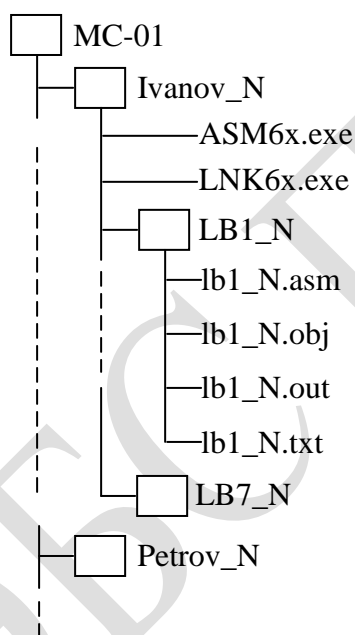 MC-01
Ivanov_N
ASM6x.exe
LNK6x.exe
LB1_N
lb1_N.asm
lb1_N.obj
lb1_N.out
lb1_N.txt
LB7_N
Petrov_N